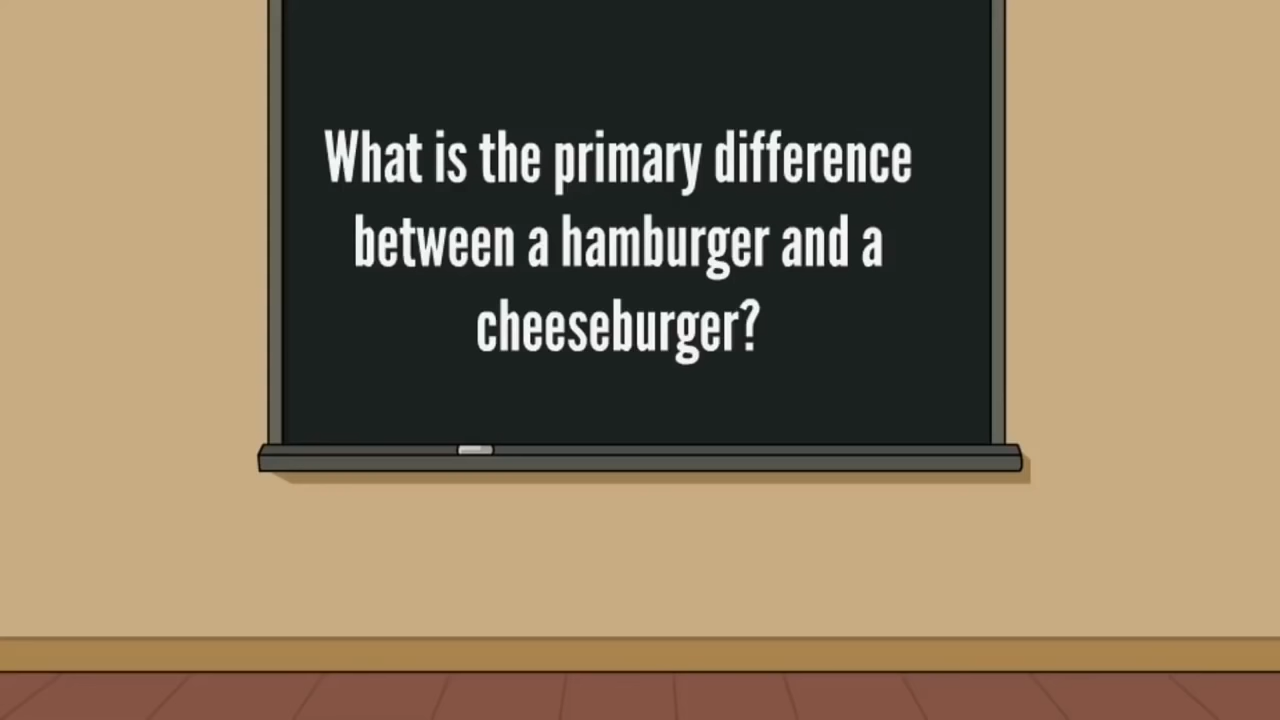 What is the primary difference
between a hamburger and a
cheeseburger?